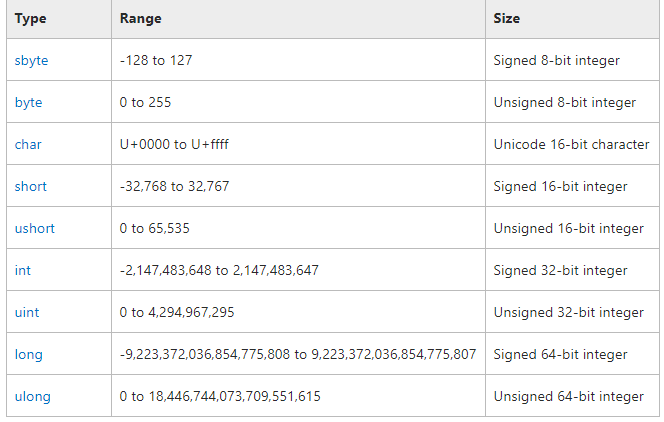 Type Range Size
sbyte -128 to 127 Signed 8-bit integer
byte 0 to 255 Unsigned 8-bit integer
char U+0000 to U+ffff Unicode 16-bit character
short -32,768 to 32,767 Signed 16-bit integer
ushort 0 to 65,535 Unsigned 16-bit integer
int -2,147,483,648 to 2,147,483,647 Signed 32-bit integer
uint 0 to 4,294,967,295 Unsigned 32-bit integer
long -9,223,372,036,854,775,808 to 9,223,372,036,854,775,807 Signed 64-bit integer
ulong 0 to 18,446,744,073,709,551,615 Unsigned 64-bit integer